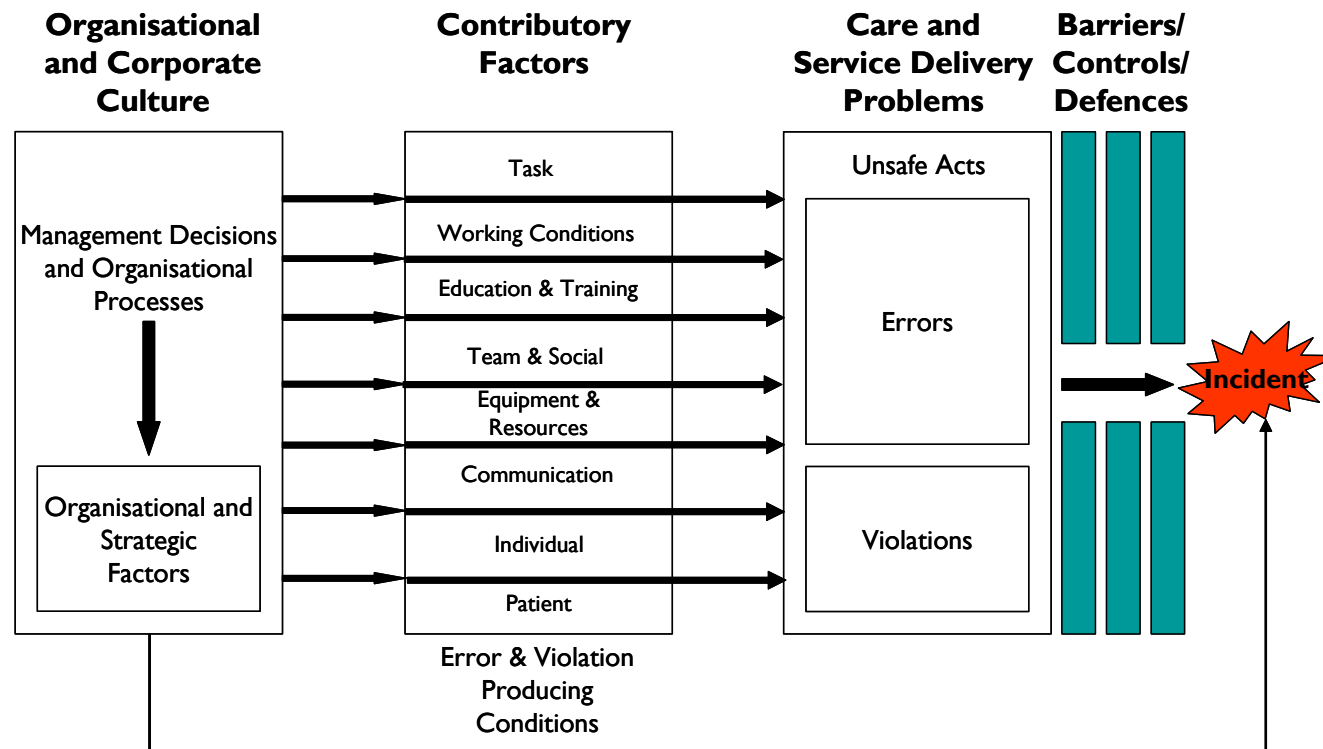 Organisational
and Corporate
Culture
Contributory
Factors
Care and
Service Delivery
Problems
Barriers/
Controls/
Defences
Management Decisions
and Organisational
Processes
Organisational and
Strategic
Factors
Task
Working Conditions
Education & Training
Team & Social
Equipment &
Resources
Communication
Individual
Patient
Error & Violation
Producing
Conditions
Unsafe Acts
Errors
Violations
Incident